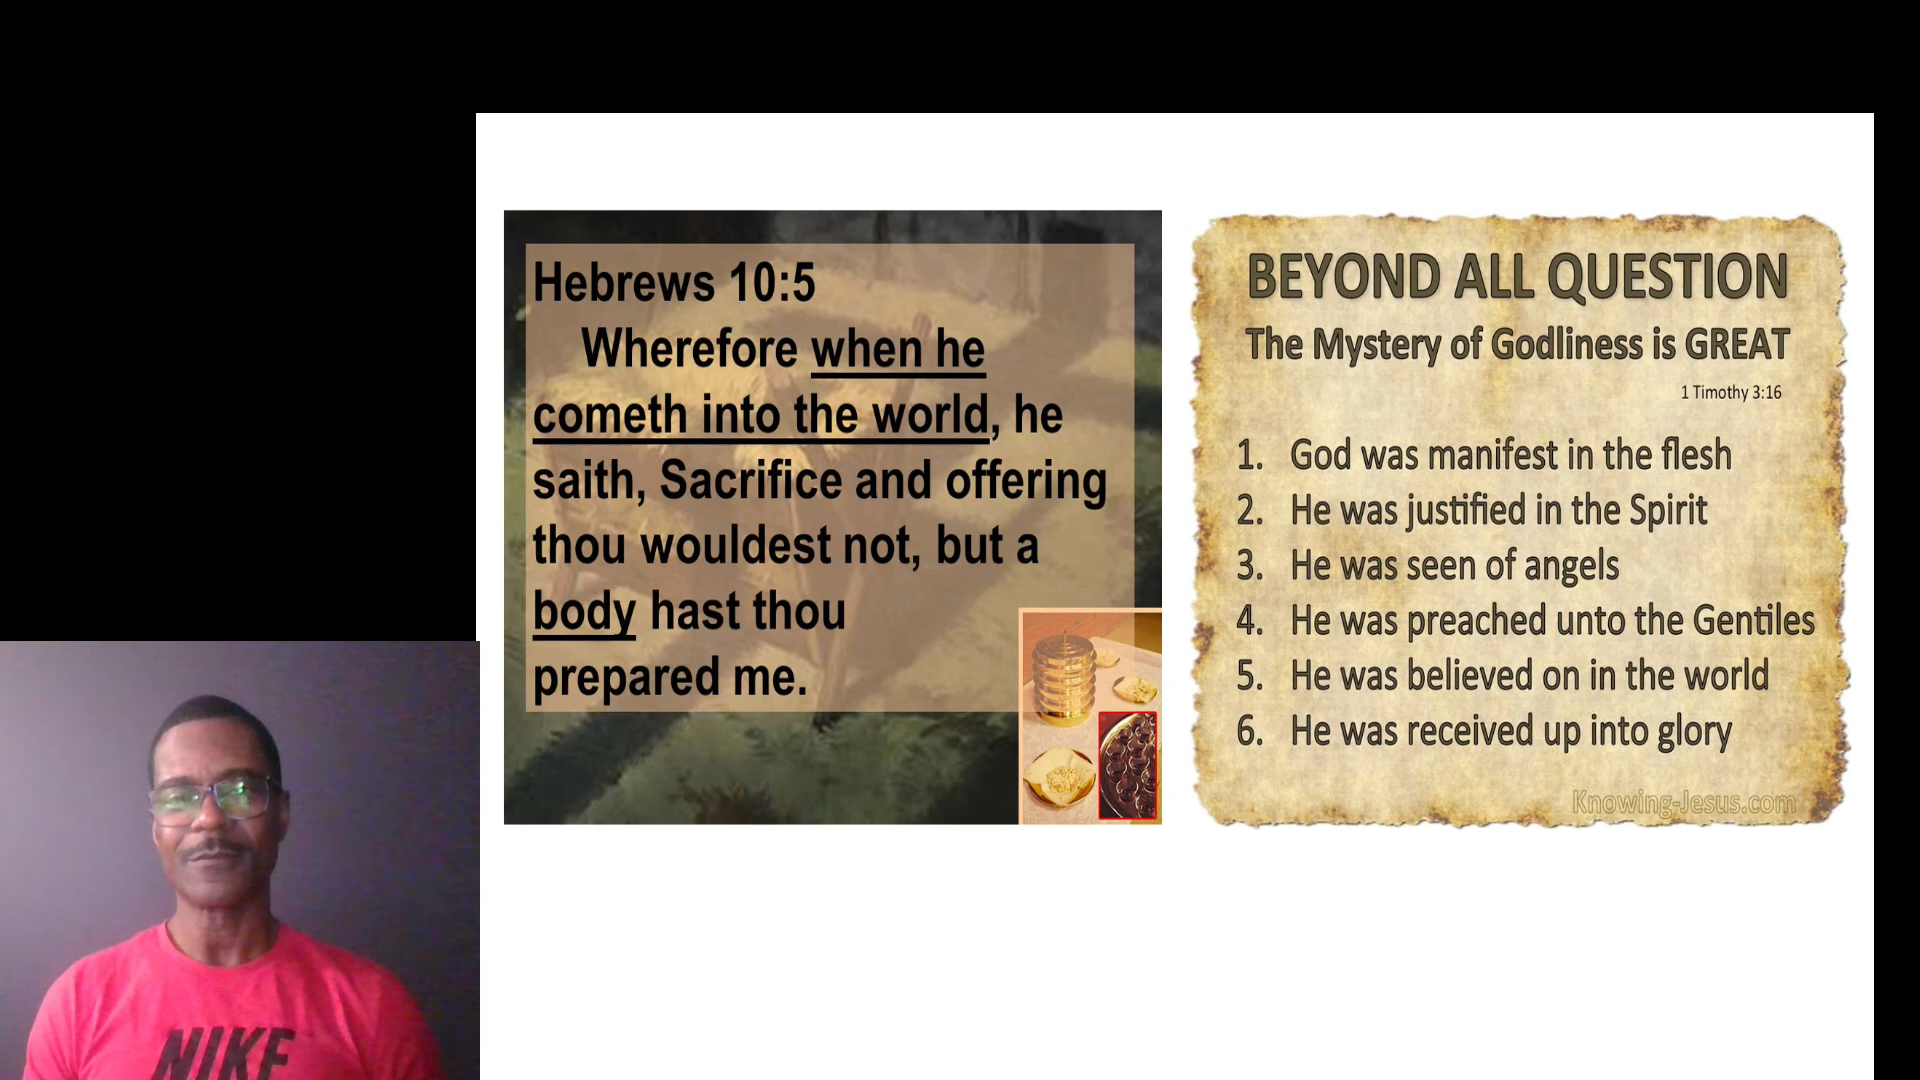 Hebrews 10:5
Wherefore when he
cometh into the world, he
saith, Sacrifice and offering
thou wouldest not, but a
body hast thou
prepared me.
BEYOND ALL QUESTION
The Mystery of Godliness is GREAT
1 Timothy 3:16
1. God was manifest in the flesh
2. He was justified in the Spirit
3. He was seen of angels
4. He was preached unto the Gentiles
5. He was believed on in the world
6. He was received up into glory
Knowing-Jesus.com
NIKE